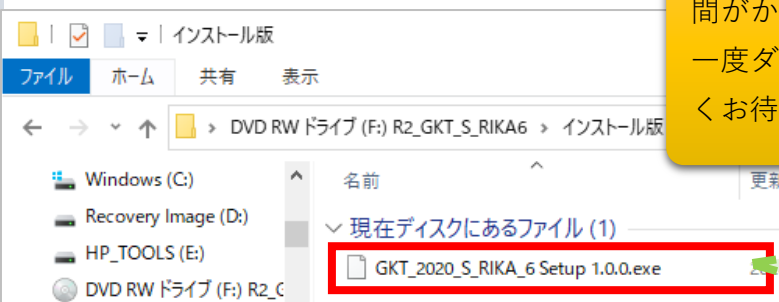 間がか
一度ダ
くお待
インストール版
ファイル ホーム 共有 表示
DVD RW ドライブ (F:) R2_GKT_S_RIKA6 > インストール版
Windows (C:)
Recovery Image (D:)
HP_TOOLS (E:)
DVD RW ドライブ (F:) R2_G
名前 更新
現在ディスクにあるファイル (1)
GKT_2020_S_RIKA_6 Setup 1.0.0.exe